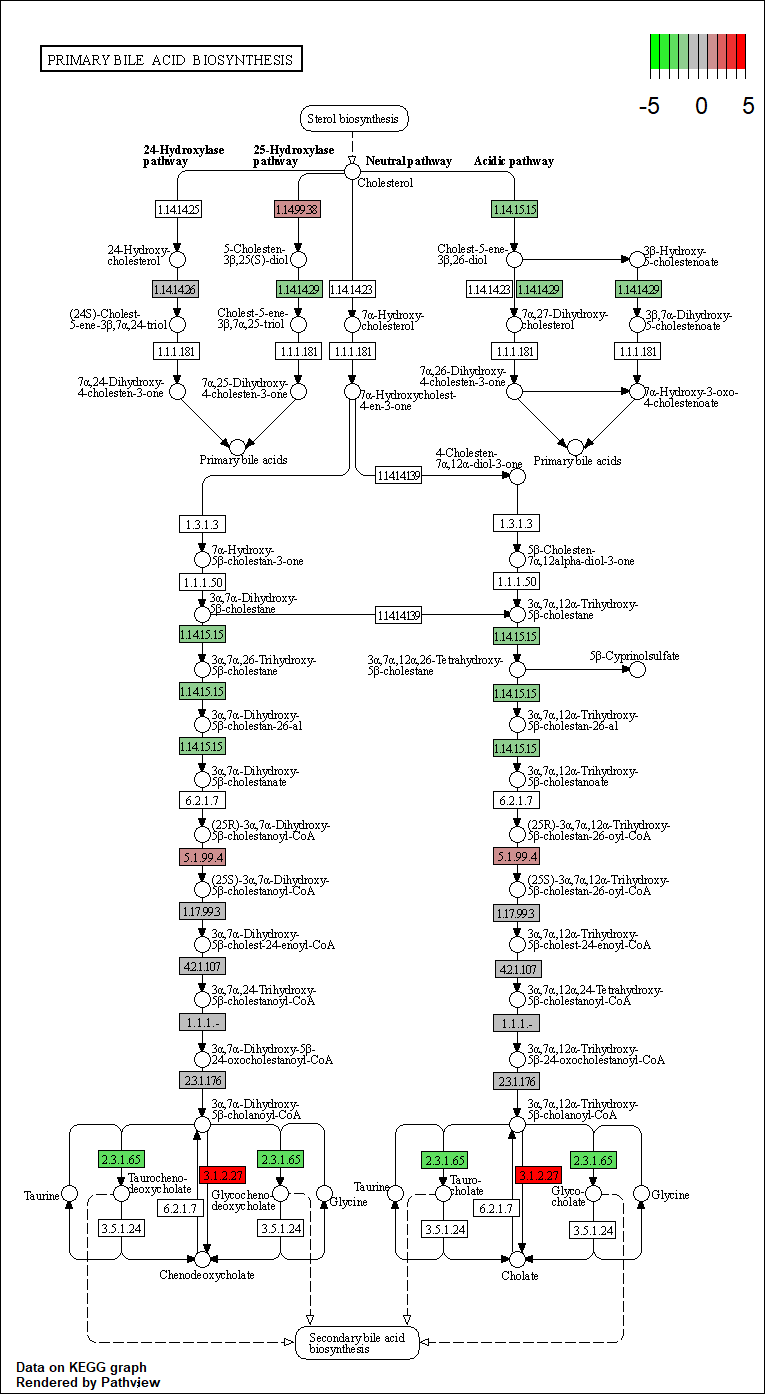 PRIMARY BILE ACID BIOSYNTHESIS
-5 0 5
Sterol biosynthesis
24-Hydroxylase
pathway
25-Hydroxylase
pathway
Neutral pathway
Acidic pathway
Cholesterol
1.14.14.25
1.14.99.38
1.14.15.15
24-Hydroxy-
cholesterol
5-Cholesten-
3β,25(S)-diol
Cholest-5-ene-
3β,26-diol
3β-Hydroxy-
5-cholestenoate
1.14.14.26
1.14.14.29
1.14.14.23
1.14.14.23
1.14.14.29
1.14.14.29
(24S)-Cholest-
5-ene-3β,7α,24-triol
Cholest-5-ene-
3β,7α,25-triol
7α-Hydroxy-
cholesterol
7α,27-Dihydroxy-
cholesterol
3β,7α-Dihydroxy-
5-cholestenoate
1.1.1.181
1.1.1.181
1.1.1.181
1.1.1.181
1.1.1.181
7α,24-Dihydroxy-
4-cholesten-3-one
7α,25-Dihydroxy-
4-cholesten-3-one
7α-Hydroxycholest-
4-en-3-one
7α,26-Dihydroxy-
4-cholesten-3-one
7α-Hydroxy-3-oxo-
4-cholestenoate
Primary bile acids
Primary bile acids
4-Cholesten-
7α,12α-diol-3-one
1.14.14.139
1.3.1.3
1.3.1.3
7α-Hydroxy-
5β-cholestan-3-one
5β-Cholesten-
7α,12alpha-diol-3-one
1.1.1.50
1.1.1.50
3α,7α-Dihydroxy-
5β-cholestane
1.14.14.139
3α,7α,12α-Trihydroxy-
5β-cholestane
1.14.15.15
1.14.15.15
3α,7α,26-Trihydroxy-
5β-cholestane
3α,7α,12α,26-Tetrahydroxy-
5β-cholestane
5β-Cyprinolsulfate
1.14.15.15
1.14.15.15
3α,7α-Dihydroxy-
5β-cholestan-26-al
3α,7α,12α-Trihydroxy-
5β-cholestan-26-al
1.14.15.15
1.14.15.15
3α,7α-Dihydroxy-
5β-cholestanate
3α,7α,12α-Trihydroxy-
5β-cholestanoate
6.2.1.7
6.2.1.7
(25R)-3α,7α-Dihydroxy-
5β-cholestanoyl-CoA
(25R)-3α,7α,12α-Trihydroxy-
5β-cholestan-26-oyl-CoA
5.1.99.4
5.1.99.4
(25S)-3α,7α-Dihydroxy-
5β-cholestanoyl-CoA
(25S)-3α,7α,12α-Trihydroxy-
5β-cholestan-26-oyl-CoA
1.17.99.3
1.17.99.3
3α,7α-Dihydroxy-
5β-cholest-24-enoyl-CoA
3α,7α,12α-Trihydroxy-
5β-cholest-24-enoyl-CoA
4.2.1.107
4.2.1.107
3α,7α,24-Trihydroxy-
5β-cholestanoyl-CoA
3α,7α,12α,24-Tetrahydroxy-
5β-cholestanoyl-CoA
1.1.1.-
1.1.1.-
3α,7α-Dihydroxy-5β-
24-oxocholestanoyl-CoA
3α,7α,12α-Trihydroxy-
5β-24-oxocholestanoyl-CoA
2.3.1.176
2.3.1.176
3α,7α-Dihydroxy-
5β-cholanoyl-CoA
3α,7α,12α-Trihydroxy-
5β-cholanoyl-CoA
2.3.1.65
3.1.2.27
2.3.1.65
2.3.1.65
3.1.2.27
2.3.1.65
Taurine
Taurocheno-
deoxycholate
Glycocheno-
deoxycholate
Glycine
Taurine
Tauro-
cholate
Glyco-
cholate
Glycine
3.5.1.24
6.2.1.7
3.5.1.24
3.5.1.24
6.2.1.7
3.5.1.24
Chenodeoxycholate
Cholate
Secondary bile acid
biosynthesis
Data on KEGG graph
Rendered by Pathview